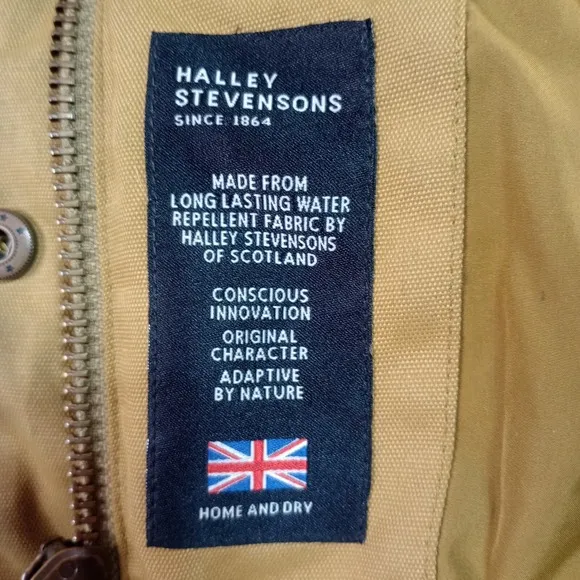 HALLEY
STEVENSONS
SINCE 1864
MADE FROM
LONG LASTING WATER
REPELLENT FABRIC BY
HALLEY STEVENSONS
OF SCOTLAND
CONSCIOUS
INNOVATION
ORIGINAL
CHARACTER
ADAPTIVE
BY NATURE
HOME AND DRY